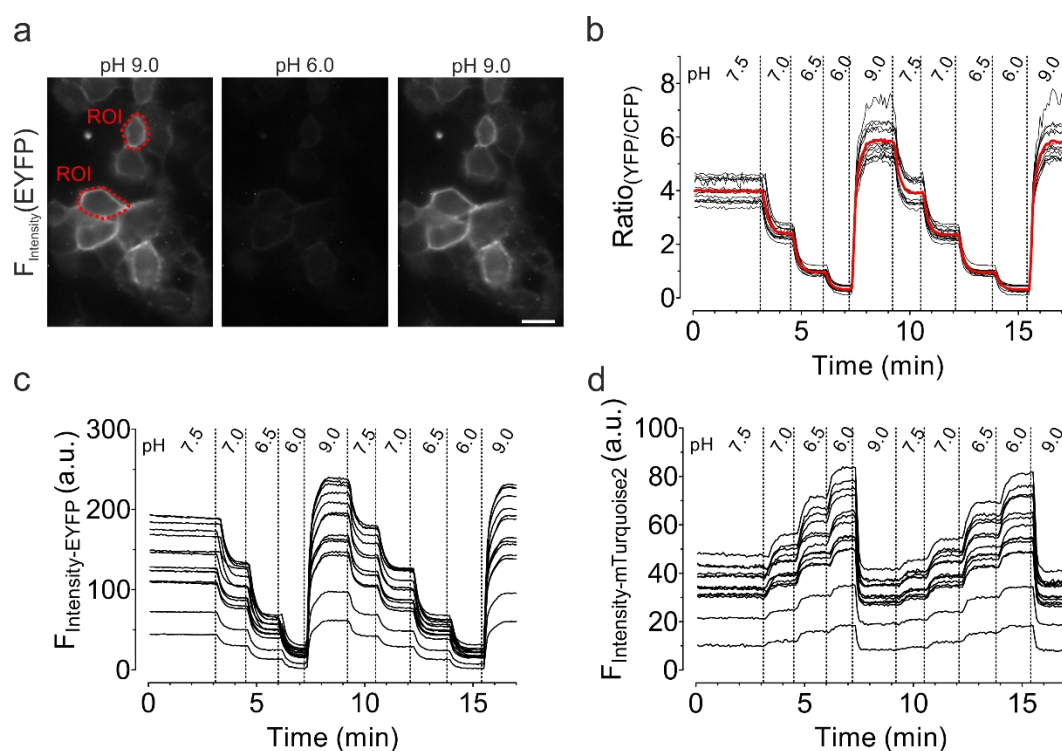 a
pH 9.0 pH 6.0 pH 9.0
F Intensity (EYFP)
ROI
ROI
b
Ratio(YFP/CFP)
8
6
4
2
0
pH 7.5 7.0 6.5 6.0 9.0 7.5 7.0 6.5 6.0 9.0
0 5 10 15
Time (min)
c
F Intensity-EYFP (a.u.)
300
200
100
0
pH 7.5 7.0 6.5 6.0 9.0 7.5 7.0 6.5 6.0 9.0
0 5 10 15
Time (min)
d
F Intensity-mTurquoise2 (a.u.)
100
80
60
40
20
0
pH 7.5 7.0 6.5 6.0 9.0 7.5 7.0 6.5 6.0 9.0
0 5 10 15
Time (min)